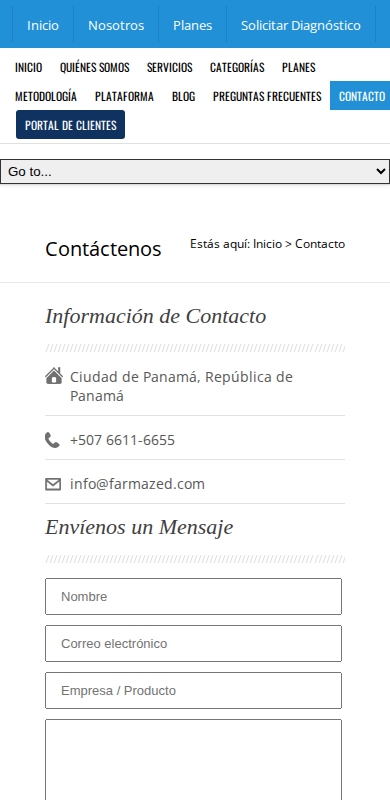 Inicio Nosotros Planes Solicitar Diagnóstico
INICIO QUIÉNES SOMOS SERVICIOS CATEGORÍAS PLANES
METODOLOGÍA PLATAFORMA BLOG PREGUNTAS FRECUENTES CONTACTO
PORTAL DE CLIENTES
Go to...
Contáctenos
Estás aquí: Inicio > Contacto
Información de Contacto
Ciudad de Panamá, República de
Panamá
+507 6611-6655
info@farmazed.com
Envíenos un Mensaje
Nombre
Correo electrónico
Empresa / Producto